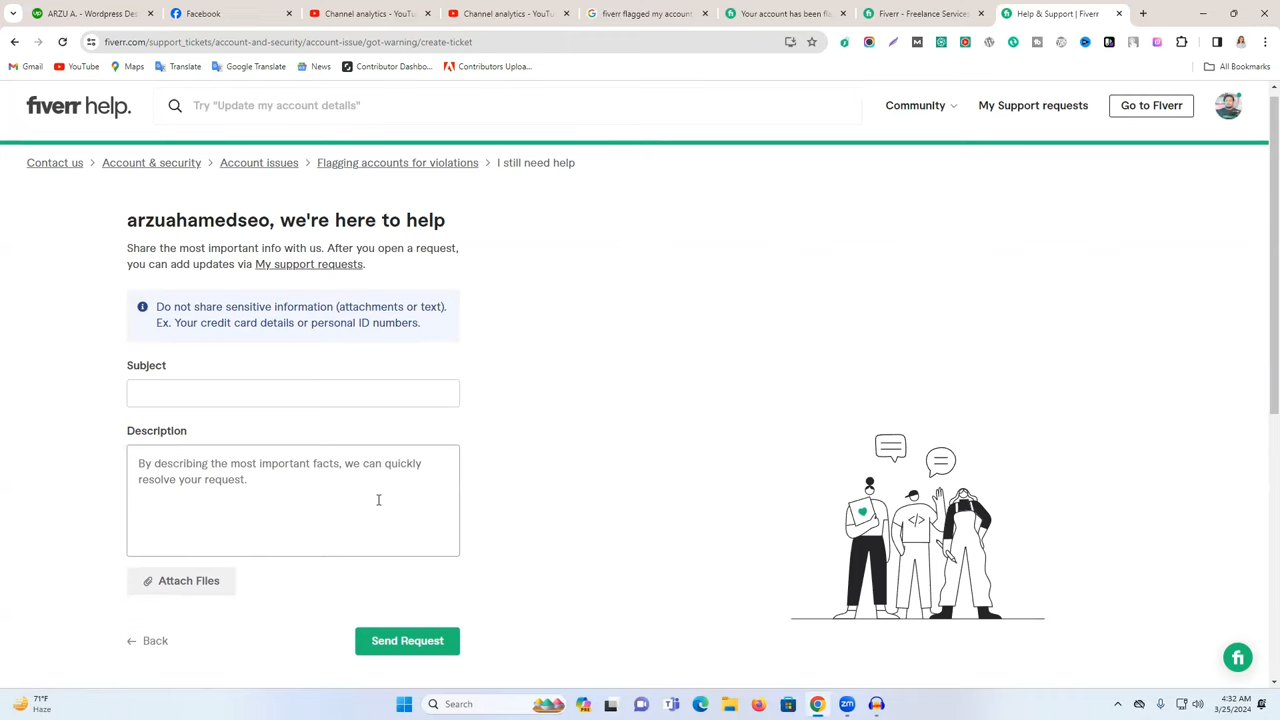 ARZU A. - WordPress Des
Facebook
Channel analytics - YouTu
Channel analytics - YouTu
fiverr flagged my account
Your account has been fla
Fiverr - Freelance Services
Help & Support | Fiverr
fiverr.com/support_tickets/account-and-security/account-issue/got-warning/create-ticket
Gmail
YouTube
Maps
Translate
Google Translate
News
Contributor Dashbo...
Contributors Uploa...
All Bookmarks
fiverr help.
Try "Update my account details"
Community
My Support requests
Go to Fiverr
Contact us > Account & security > Account issues > Flagging accounts for violations > I still need help
arzuahamedseo, we're here to help
Share the most important info with us. After you open a request,
you can add updates via My support requests.
Do not share sensitive information (attachments or text).
Ex. Your credit card details or personal ID numbers.
Subject
Description
By describing the most important facts, we can quickly
resolve your request.
Attach Files
← Back
Send Request
fi
71°F
Haze
Search
4:32 AM
3/25/2024